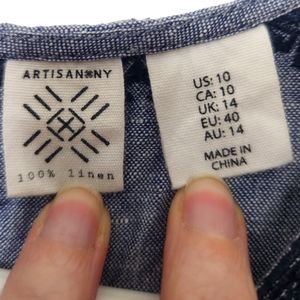 ARTISAN NY
100% linen
US: 10
CA: 10
UK: 14
EU: 40
AU: 14
MADE IN
CHINA